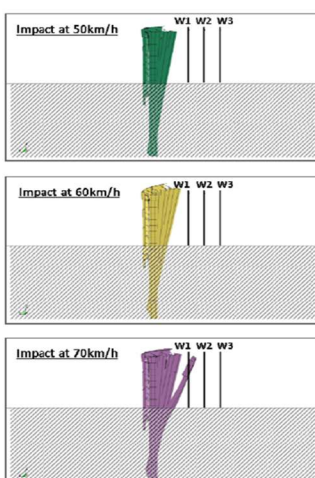 Impact at 50km/h
W1 W2 W3
Impact at 60km/h
W1 W2 W3
Impact at 70km/h
W1 W2 W3